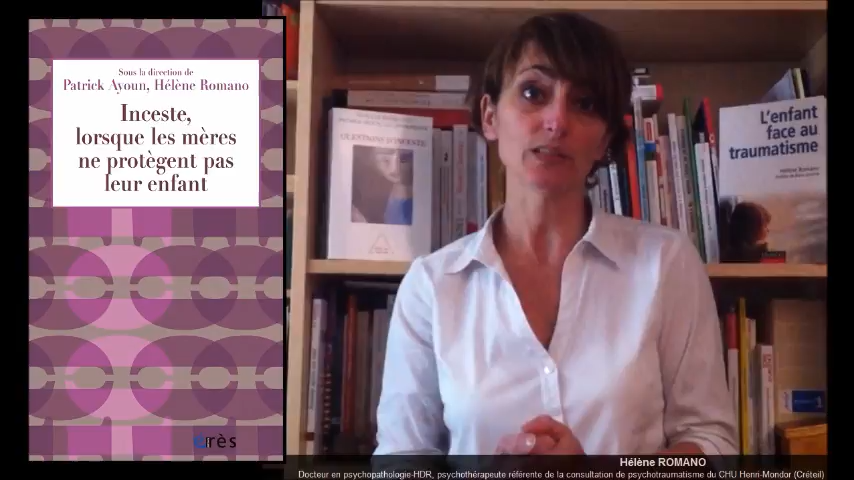 Sous la direction de
Patrick Ayoun, Hélène Romano
Inceste,
lorsque les mères
ne protègent pas
leur enfant
érès
QUESTIONS D'INCESTE
L'enfant
face au
traumatisme
Hélène Romano
Hélène ROMANO
Docteur en psychopathologie-HDR, psychothérapeute référente de la consultation de psychotraumatisme du CHU Henri-Mondor (Créteil)